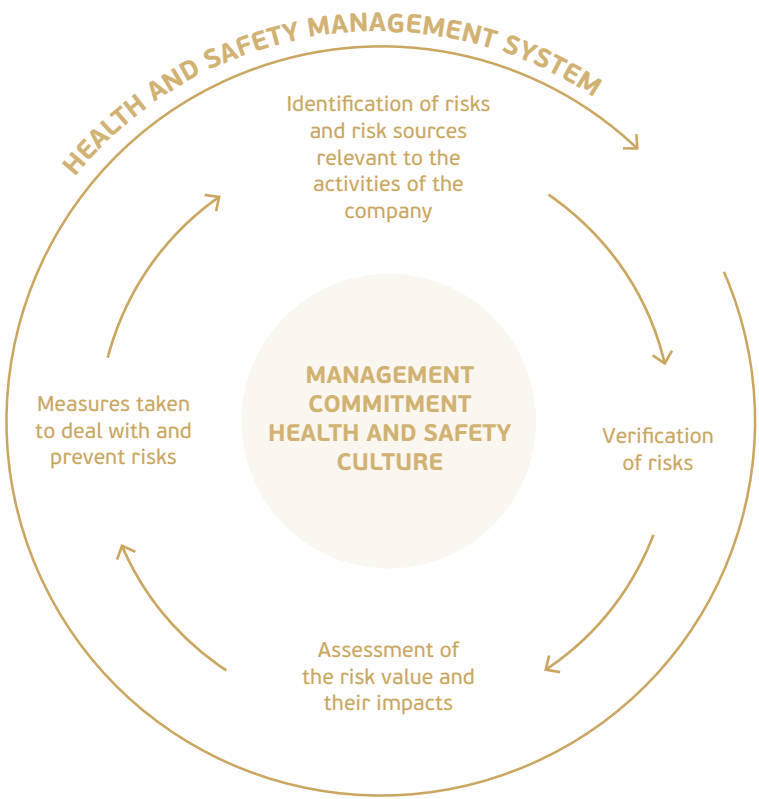 HEALTH AND SAFETY MANAGEMENT SYSTEM
Identification of risks
and risk sources
relevant to the
activities of the
company
MANAGEMENT
COMMITMENT
HEALTH AND SAFETY
CULTURE
Measures taken
to deal with and
prevent risks
Verification
of risks
Assessment of
the risk value and
their impacts